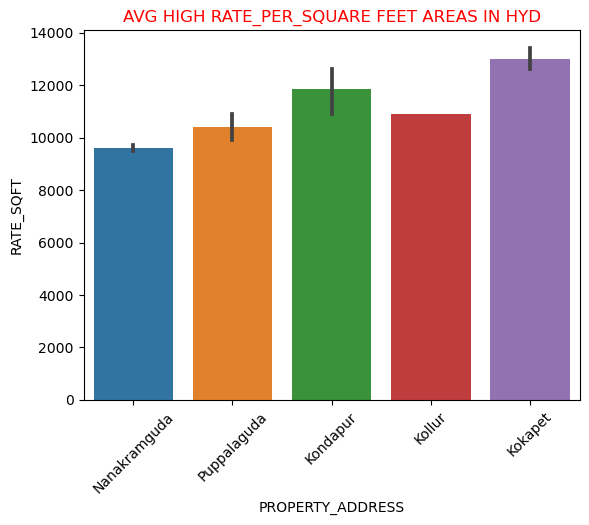 AVG HIGH RATE_PER_SQUARE FEET AREAS IN HYD
14000
12000
10000
8000
6000
4000
2000
0
RATE_SQFT
Nanakramguda
Puppalaguda
Kondapur
Kollur
Kokapet
PROPERTY_ADDRESS